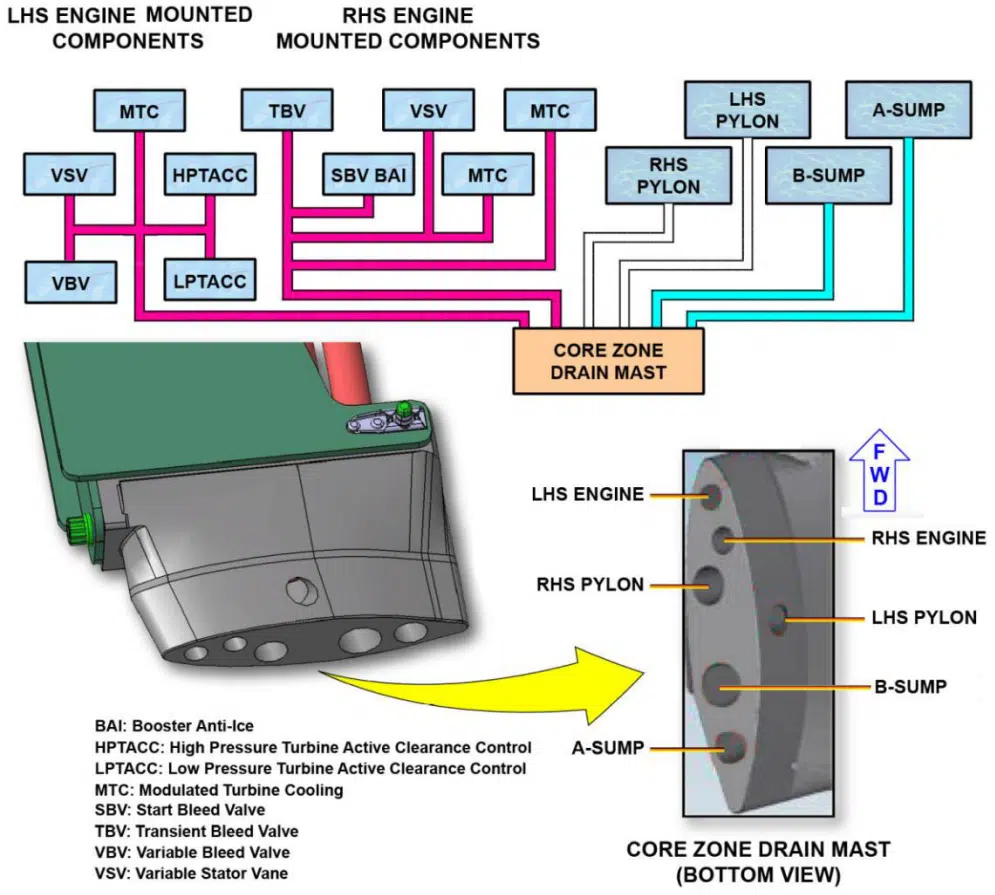 LHS ENGINE MOUNTED
COMPONENTS
RHS ENGINE
MOUNTED COMPONENTS
MTC
VSV
HPTACC
VBV
LPTACC
TBV
VSV
MTC
SBV BAI
MTC
LHS
PYLON
A-SUMP
RHS
PYLON
B-SUMP
CORE ZONE
DRAIN MAST
F
W
D
LHS ENGINE
RHS ENGINE
RHS PYLON
LHS PYLON
B-SUMP
A-SUMP
BAI: Booster Anti-Ice
HPTACC: High Pressure Turbine Active Clearance Control
LPTACC: Low Pressure Turbine Active Clearance Control
MTC: Modulated Turbine Cooling
SBV: Start Bleed Valve
TBV: Transient Bleed Valve
VBV: Variable Bleed Valve
VSV: Variable Stator Vane
CORE ZONE DRAIN MAST
(BOTTOM VIEW)